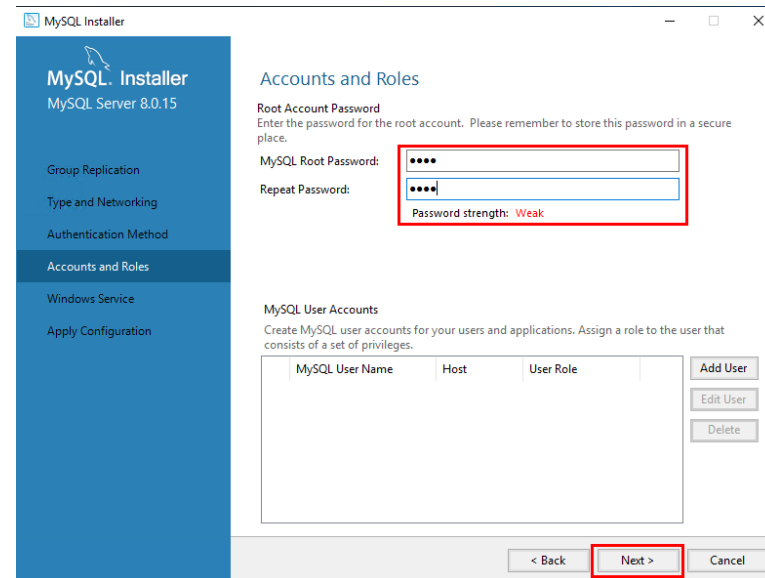 MySQL Installer
MySQL. Installer
MySQL Server 8.0.15
Group Replication
Type and Networking
Authentication Method
Accounts and Roles
Windows Service
Apply Configuration
Accounts and Roles
Root Account Password
Enter the password for the root account. Please remember to store this password in a secure
place.
MySQL Root Password: ●●●●
Repeat Password: ●●●●
Password strength: Weak
MySQL User Accounts
Create MySQL user accounts for your users and applications. Assign a role to the user that
consists of a set of privileges.
MySQL User Name Host User Role
Add User
Edit User
Delete
< Back Next > Cancel